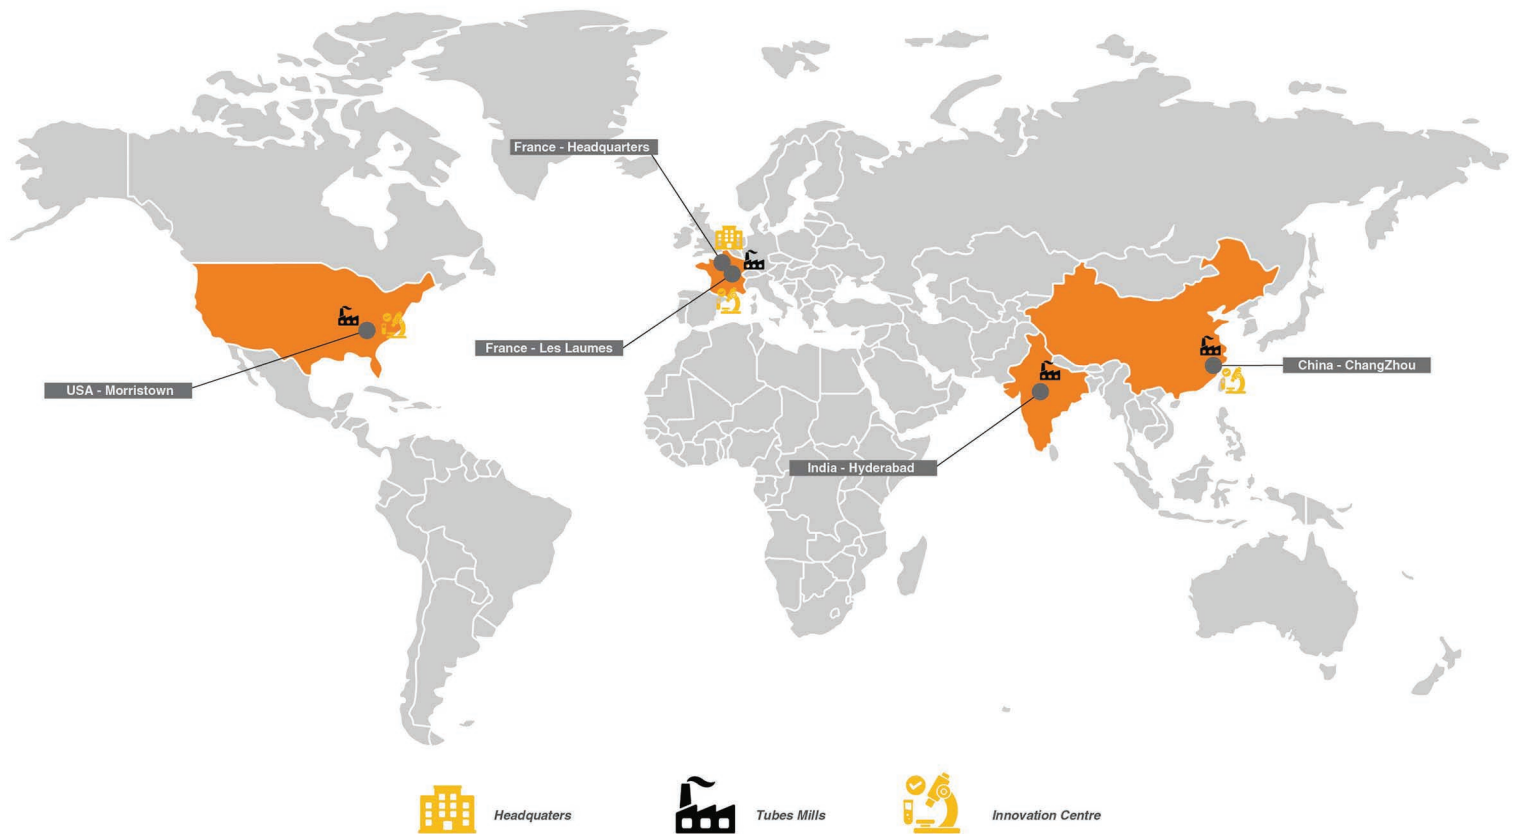 France - Headquarters
France - Les Laumes
USA - Morristown
China - ChangZhou
India - Hyderabad
Headquaters
Tubes Mills
Innovation Centre